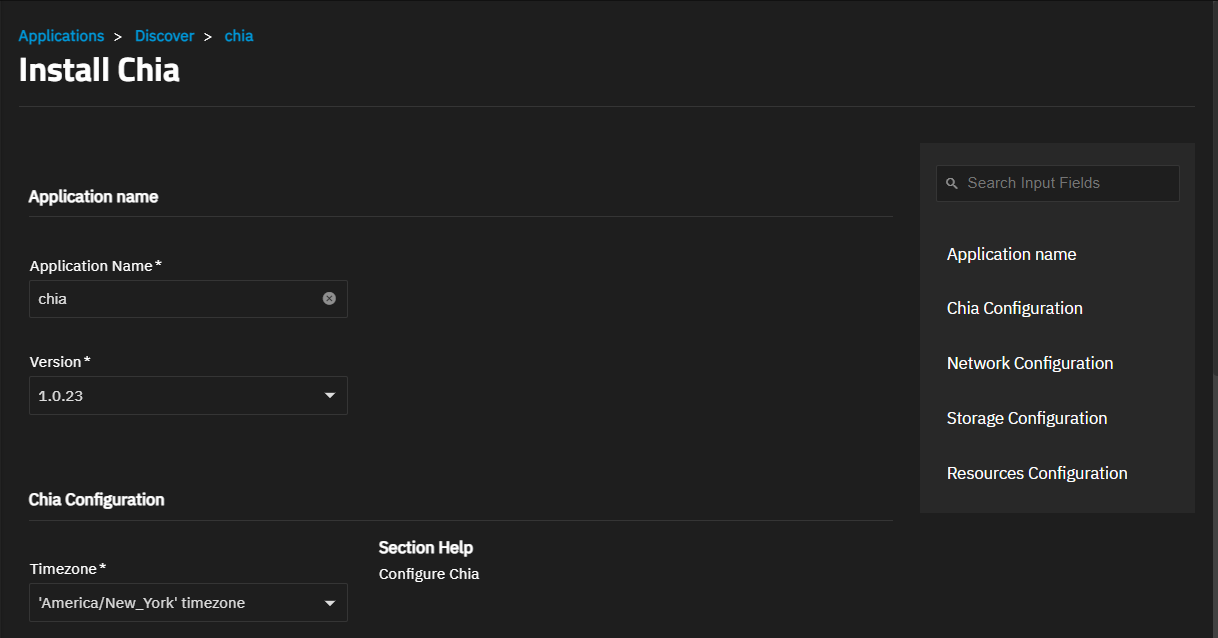 Applications > Discover > chia
Install Chia
Application name
Application Name*
chia
Version*
1.0.23
Chia Configuration
Timezone*
'America/New_York' timezone
Section Help
Configure Chia
Search Input Fields
Application name
Chia Configuration
Network Configuration
Storage Configuration
Resources Configuration